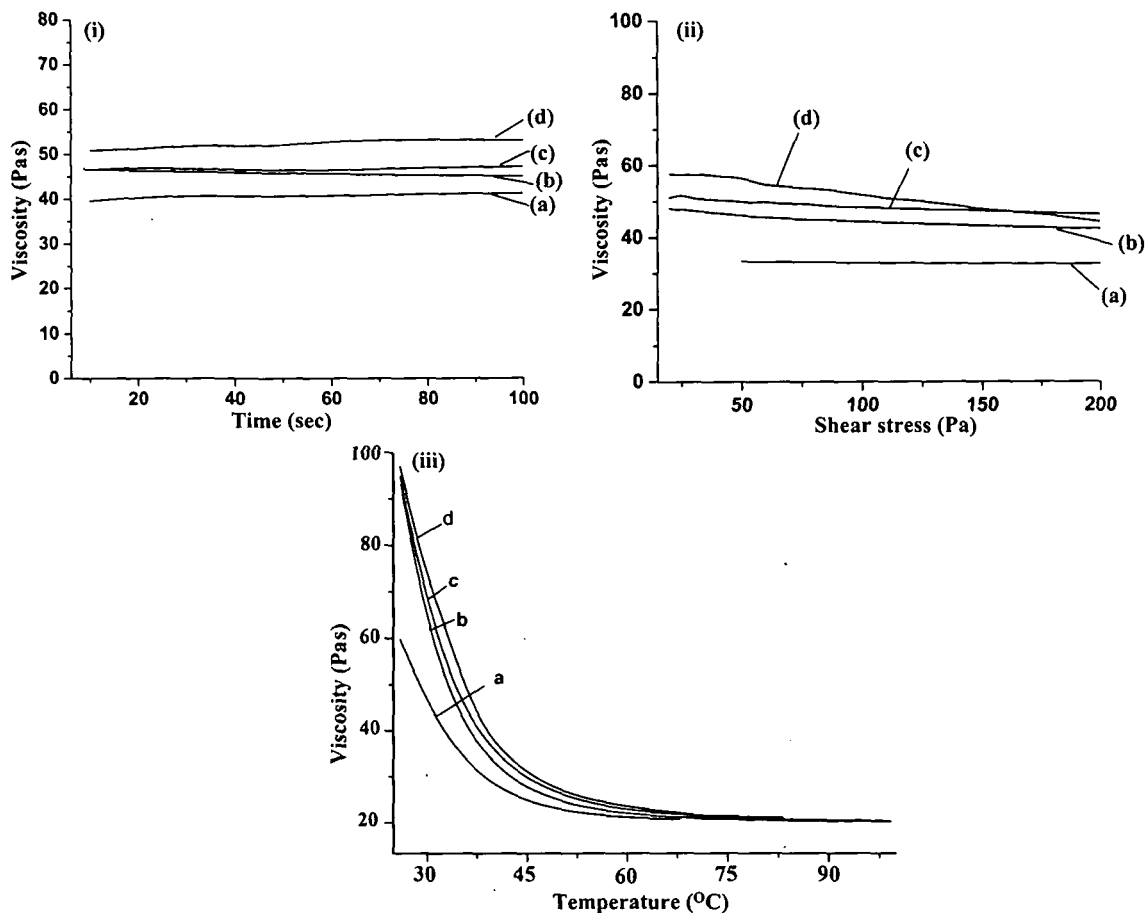 (i)
80
70
60
50
40
30
20
10
0
Viscosity (Pas)
(d)
(c)
(b)
(a)
20
40
60
80
100
Time (sec)
(ii)
100
80
60
40
20
0
Viscosity (Pas)
(d)
(c)
(b)
(a)
50
100
150
200
Shear stress (Pa)
(iii)
100
80
60
40
20
Viscosity (Pas)
d
c
b
a
30
45
60
75
90
Temperature (OC)